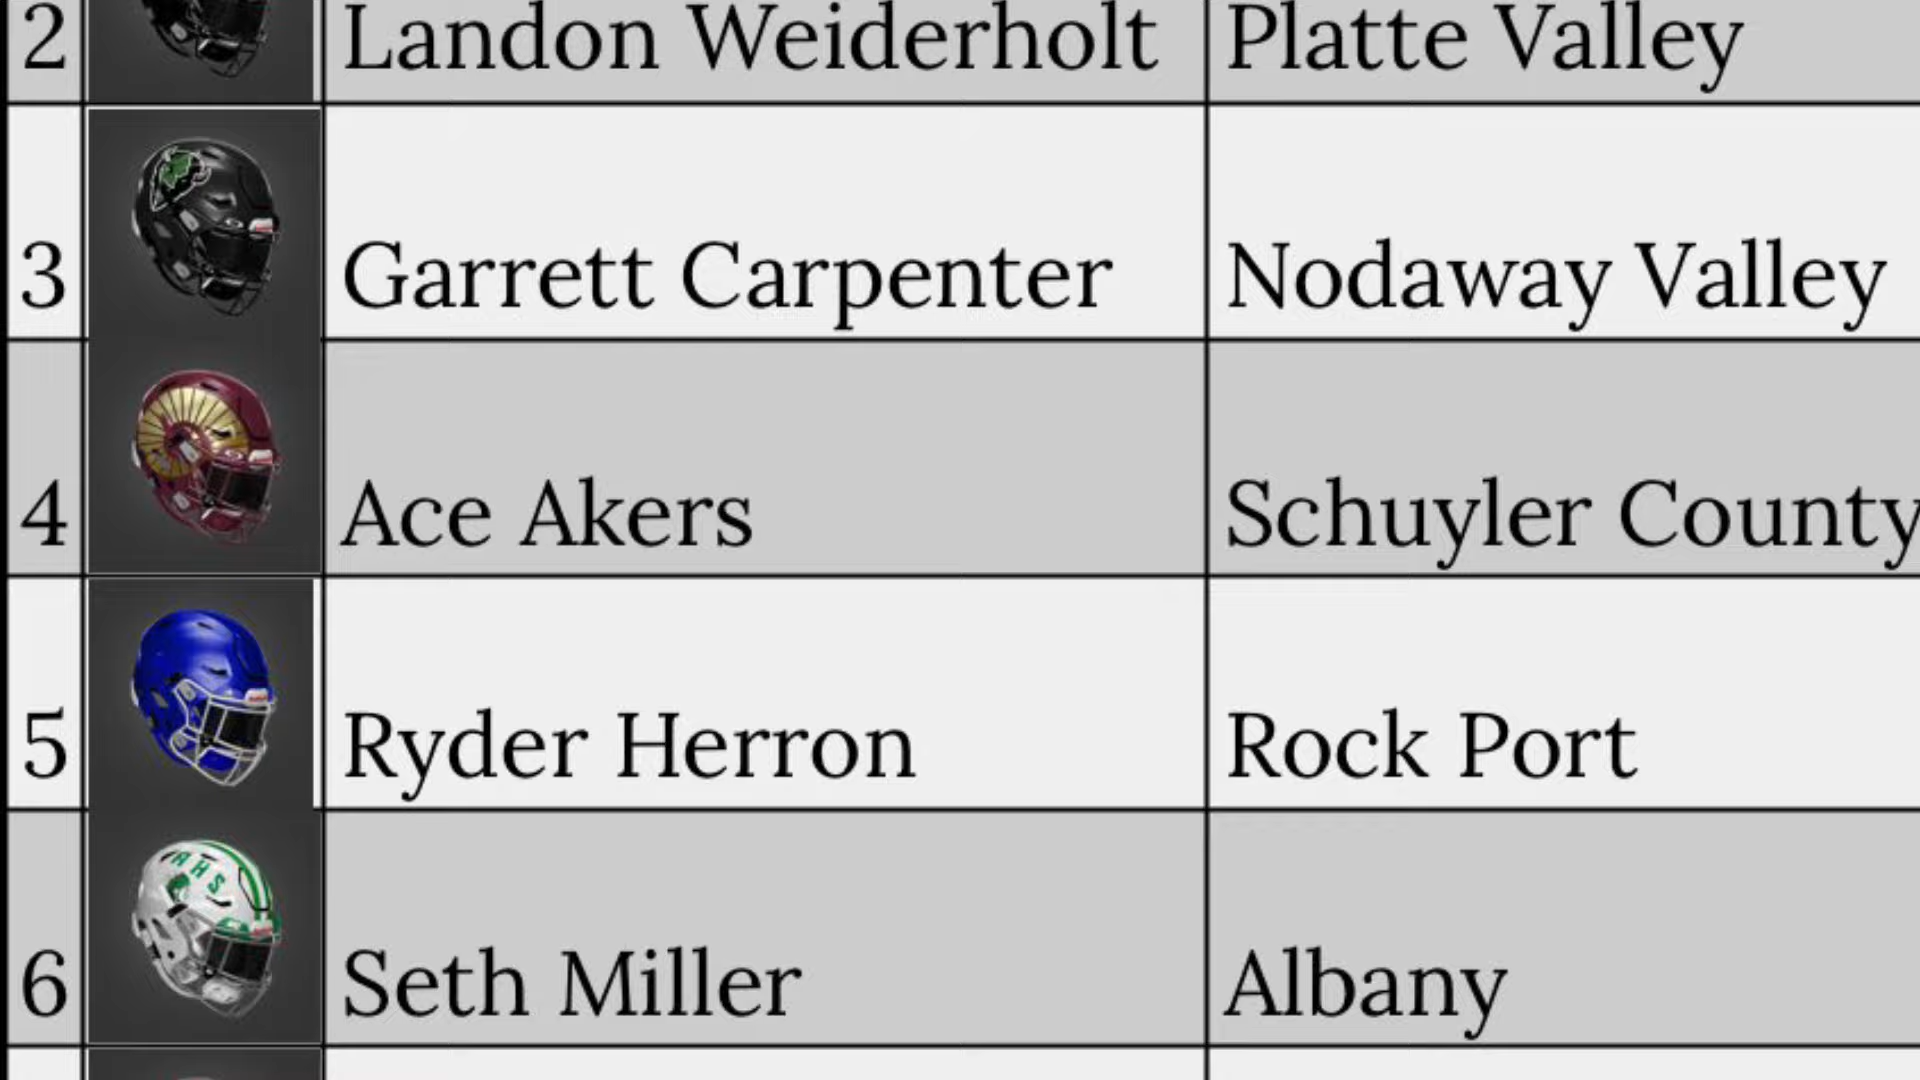 2 Landon Weiderholt Platte Valley
3 Garrett Carpenter Nodaway Valley
4 Ace Akers Schuyler County
5 Ryder Herron Rock Port
AHS
6 Seth Miller Albany